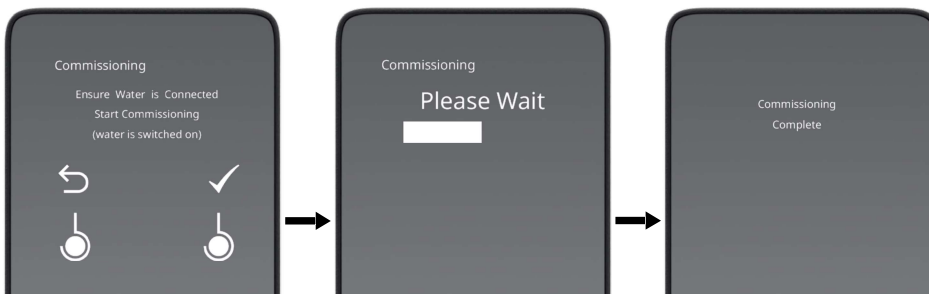 Commissioning
Ensure Water is Connected
Start Commissioning
(water is switched on)
Commissioning
Please Wait
Commissioning
Complete